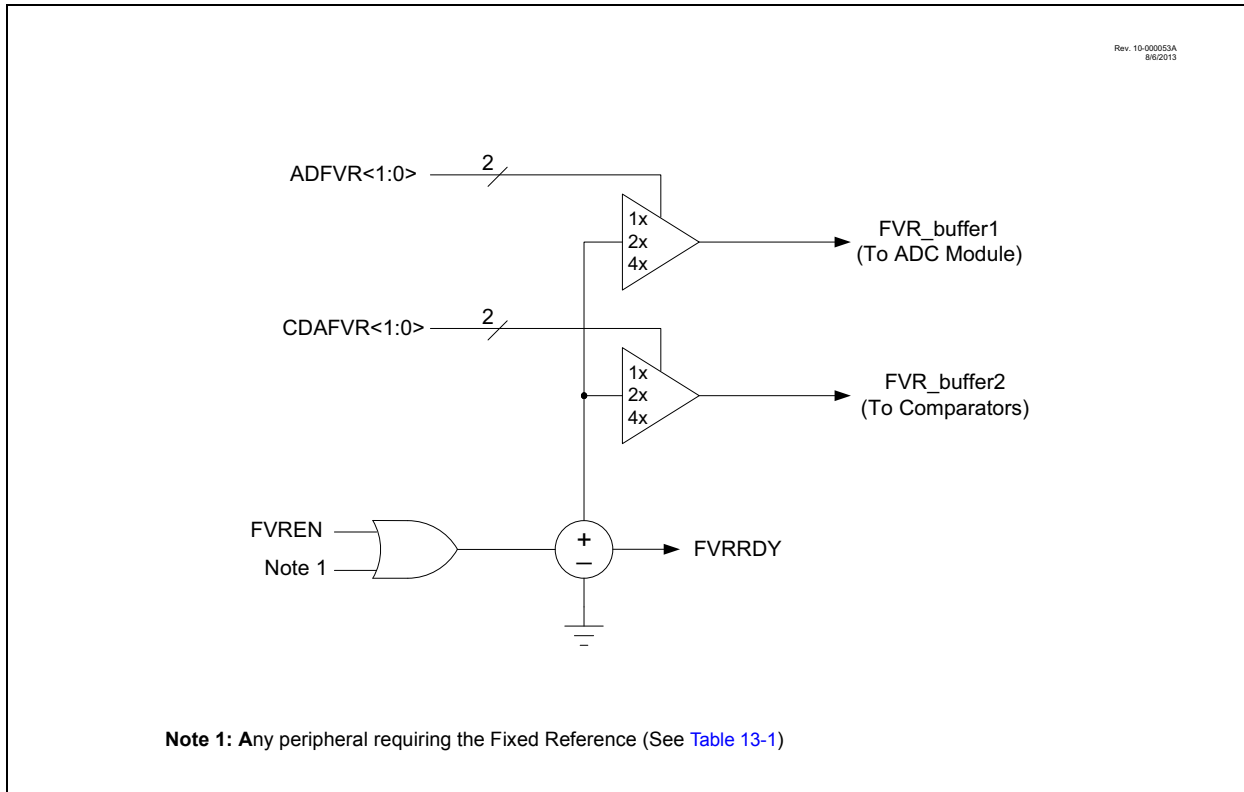 Rev. 10-000053A
8/6/2013
ADFVR<1:0>
2
1x
2x
4x
FVR_buffer1
(To ADC Module)
CDAFVR<1:0>
2
1x
2x
4x
FVR_buffer2
(To Comparators)
FVREN
Note 1
+
−
FVRRDY
Note 1: Any peripheral requiring the Fixed Reference (See Table 13-1)